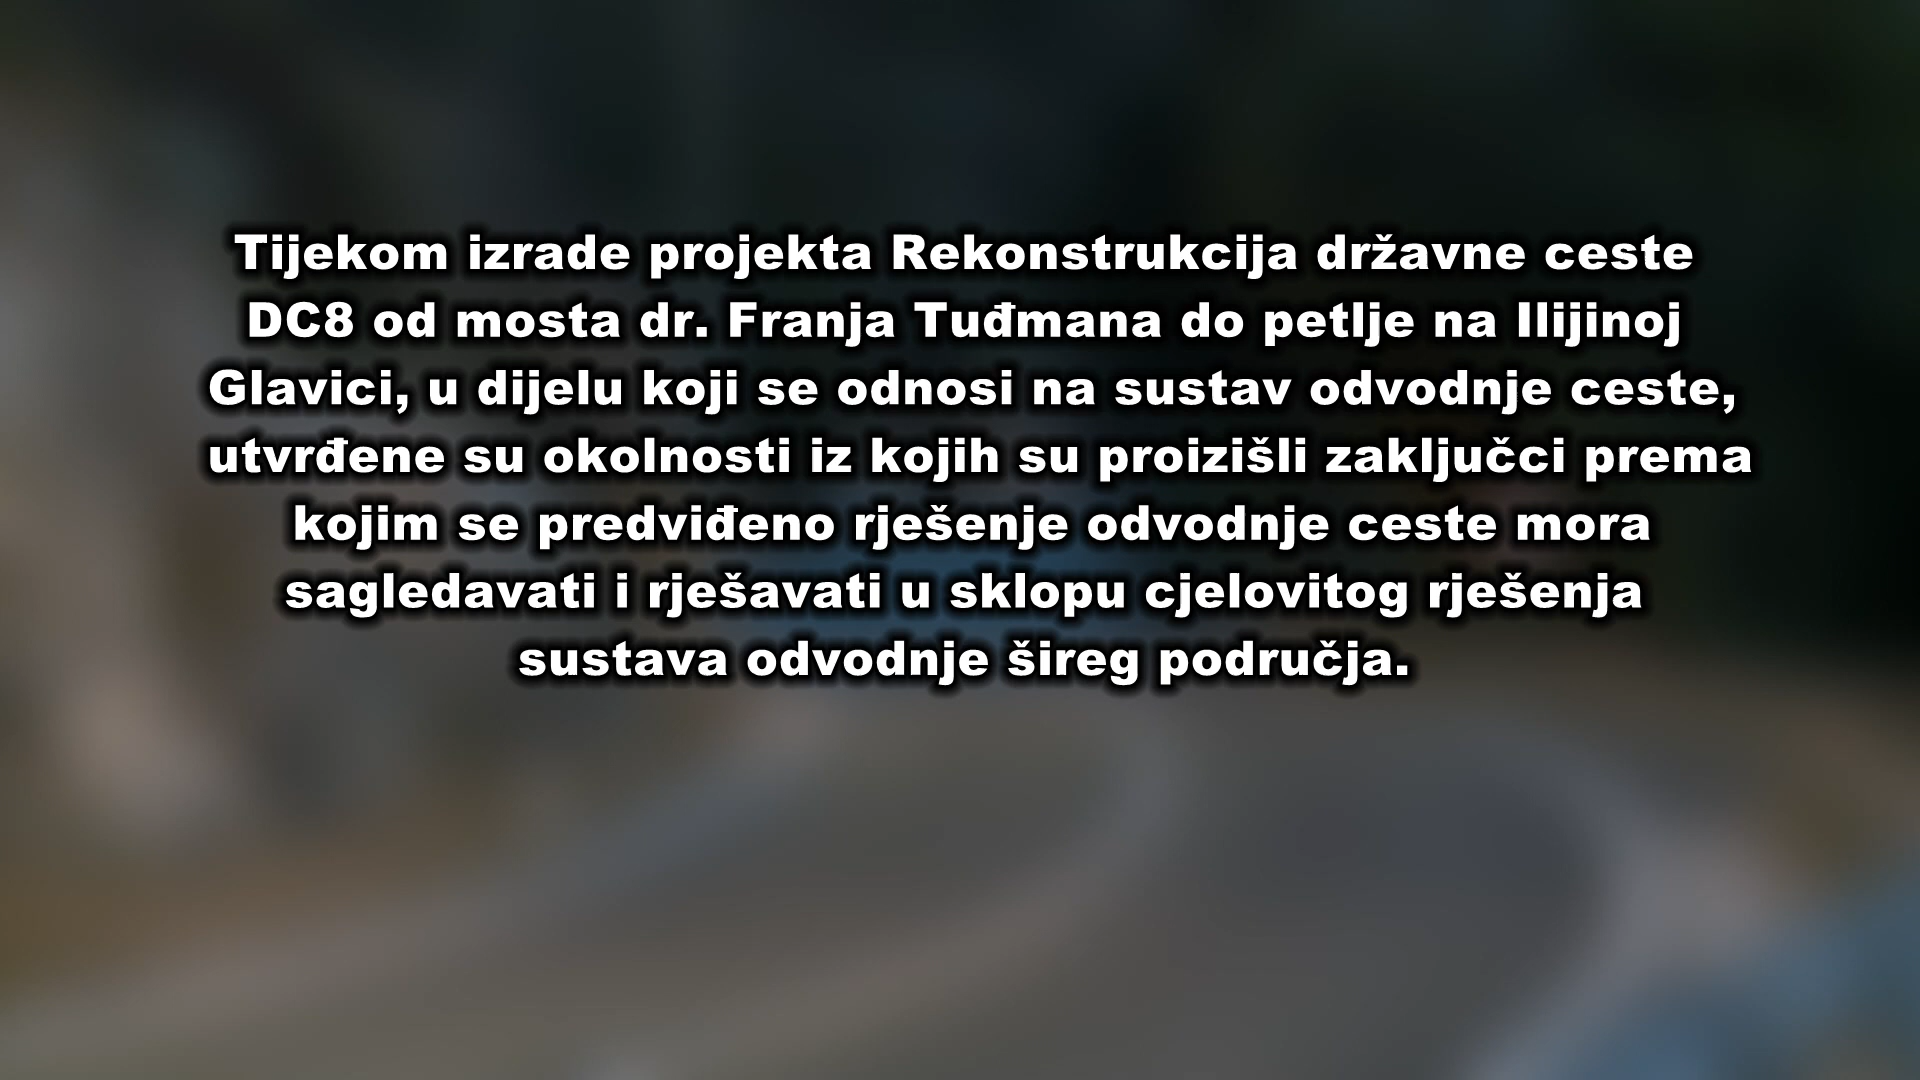 Tijekom izrade projekta Rekonstrukcija državne ceste
DC8 od mosta dr. Franja Tuđmana do petlje na Ilijinoj
Glavici, u dijelu koji se odnosi na sustav odvodnje ceste,
utvrđene su okolnosti iz kojih su proizišli zaključci prema
kojim se predviđeno rješenje odvodnje ceste mora
sagledavati i rješavati u sklopu cjelovitog rješenja
sustava odvodnje šireg područja.